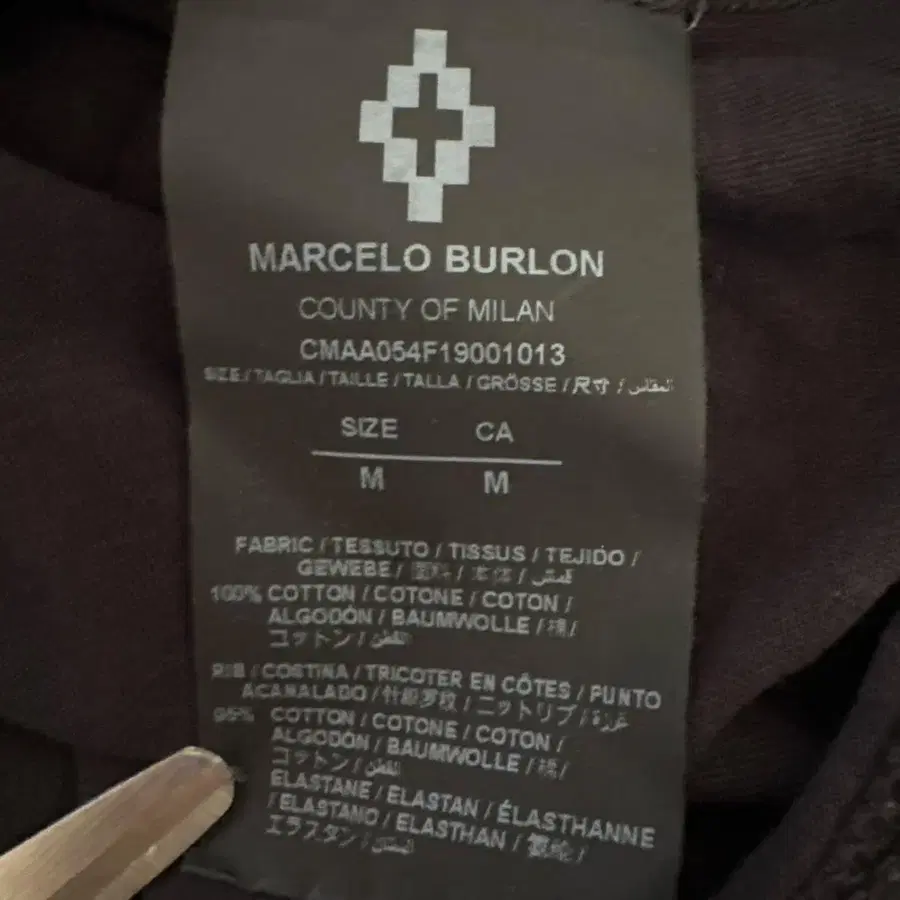 MARCELO BURLON
COUNTY OF MILAN
CMAA054F19001013
SIZE / TAGLIA / TAILLE / TALLA / GRÖSSE / 尺寸 / المقاس
SIZE CA
M M
FABRIC / TESSUTO / TISSUS / TEJIDO /
GEWEBE / 面料 / 本体 / قمش
100% COTTON / COTONE / COTON /
ALGODÓN / BAUMWOLLE / 棉 /
コットン / القطن
RIB / COSTINA / TRICOTER EN CÔTES / PUNTO
ACANALADO / 针织罗纹 / ニットリブ /
95% COTTON / COTONE / COTON /
ALGODÓN / BAUMWOLLE / 棉 /
コットン / القطن
ELASTANE / ELASTAN / ÉLASTHANNE
/ ELASTANO / ELASTHAN / 氨纶 /
エラスタン /